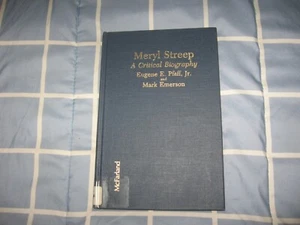 Meryl Streep
A Critical Biography
Eugene E. Pfaff, Jr.
and
Mark Emerson
McFarland